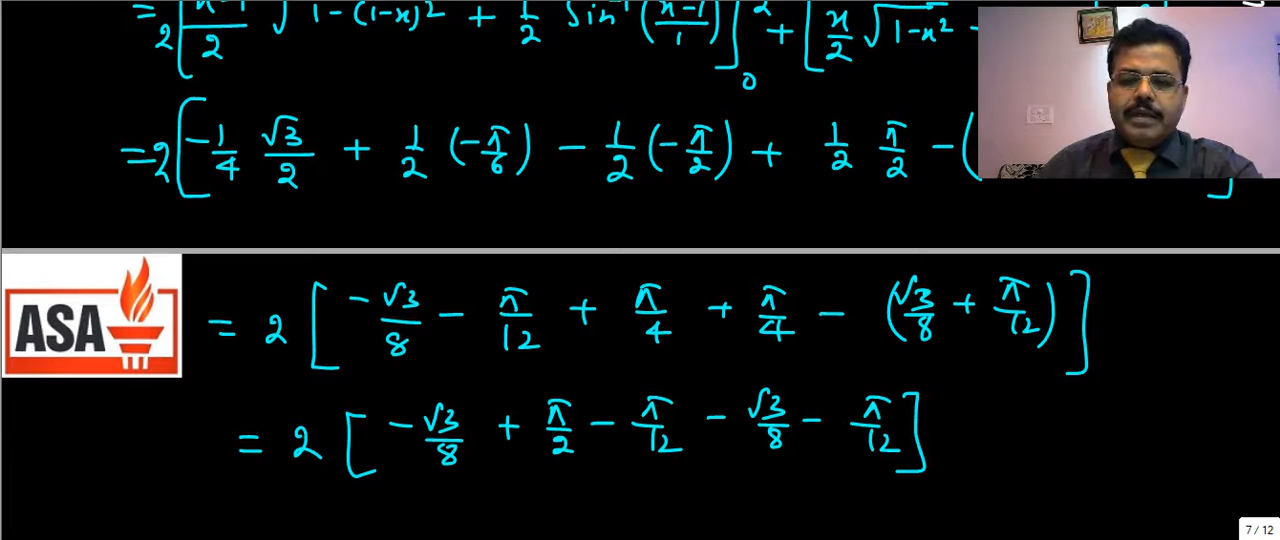 = 2 [ x-1/2 √1-(1-x)² + 1/2 sin⁻¹(x-1/1) ]₀ + [ x/2 √1-x²
= 2 [ -1/4 √3/2 + 1/2 (-π/6) - 1/2 (-π/2) + 1/2 π/2 - (
ASA
= 2 [ -√3/8 - π/12 + π/4 + π/4 - (√3/8 + π/12) ]
= 2 [ -√3/8 + π/2 - π/12 - √3/8 - π/12 ]
7 / 12